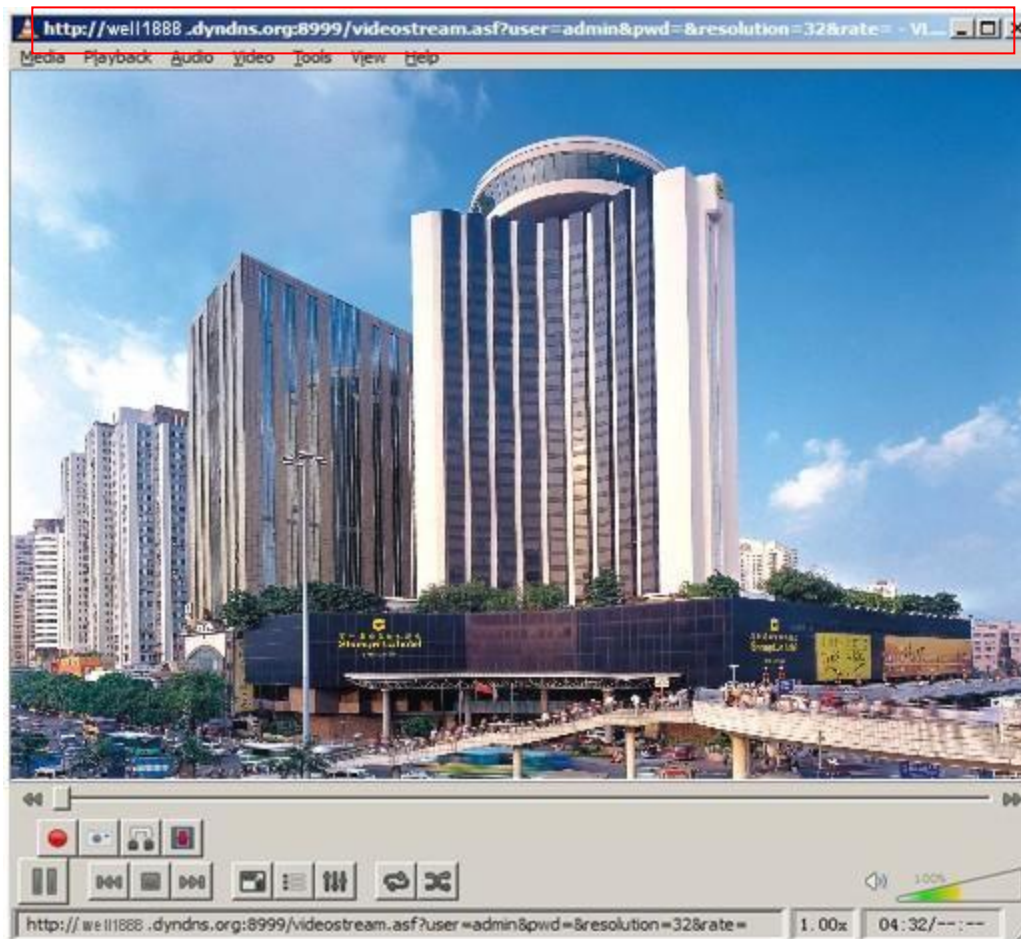 http://well1888 .dyndns.org:8999/videostream.asf?user=admin&pwd=&resolution=32&rate= - VL...
Media Playback Audio Video Tools View Help
100%
http:// well1888 .dyndns.org:8999/videostream.asf?user=admin&pwd=&resolution=32&rate= 1.00x 04:32/--:--